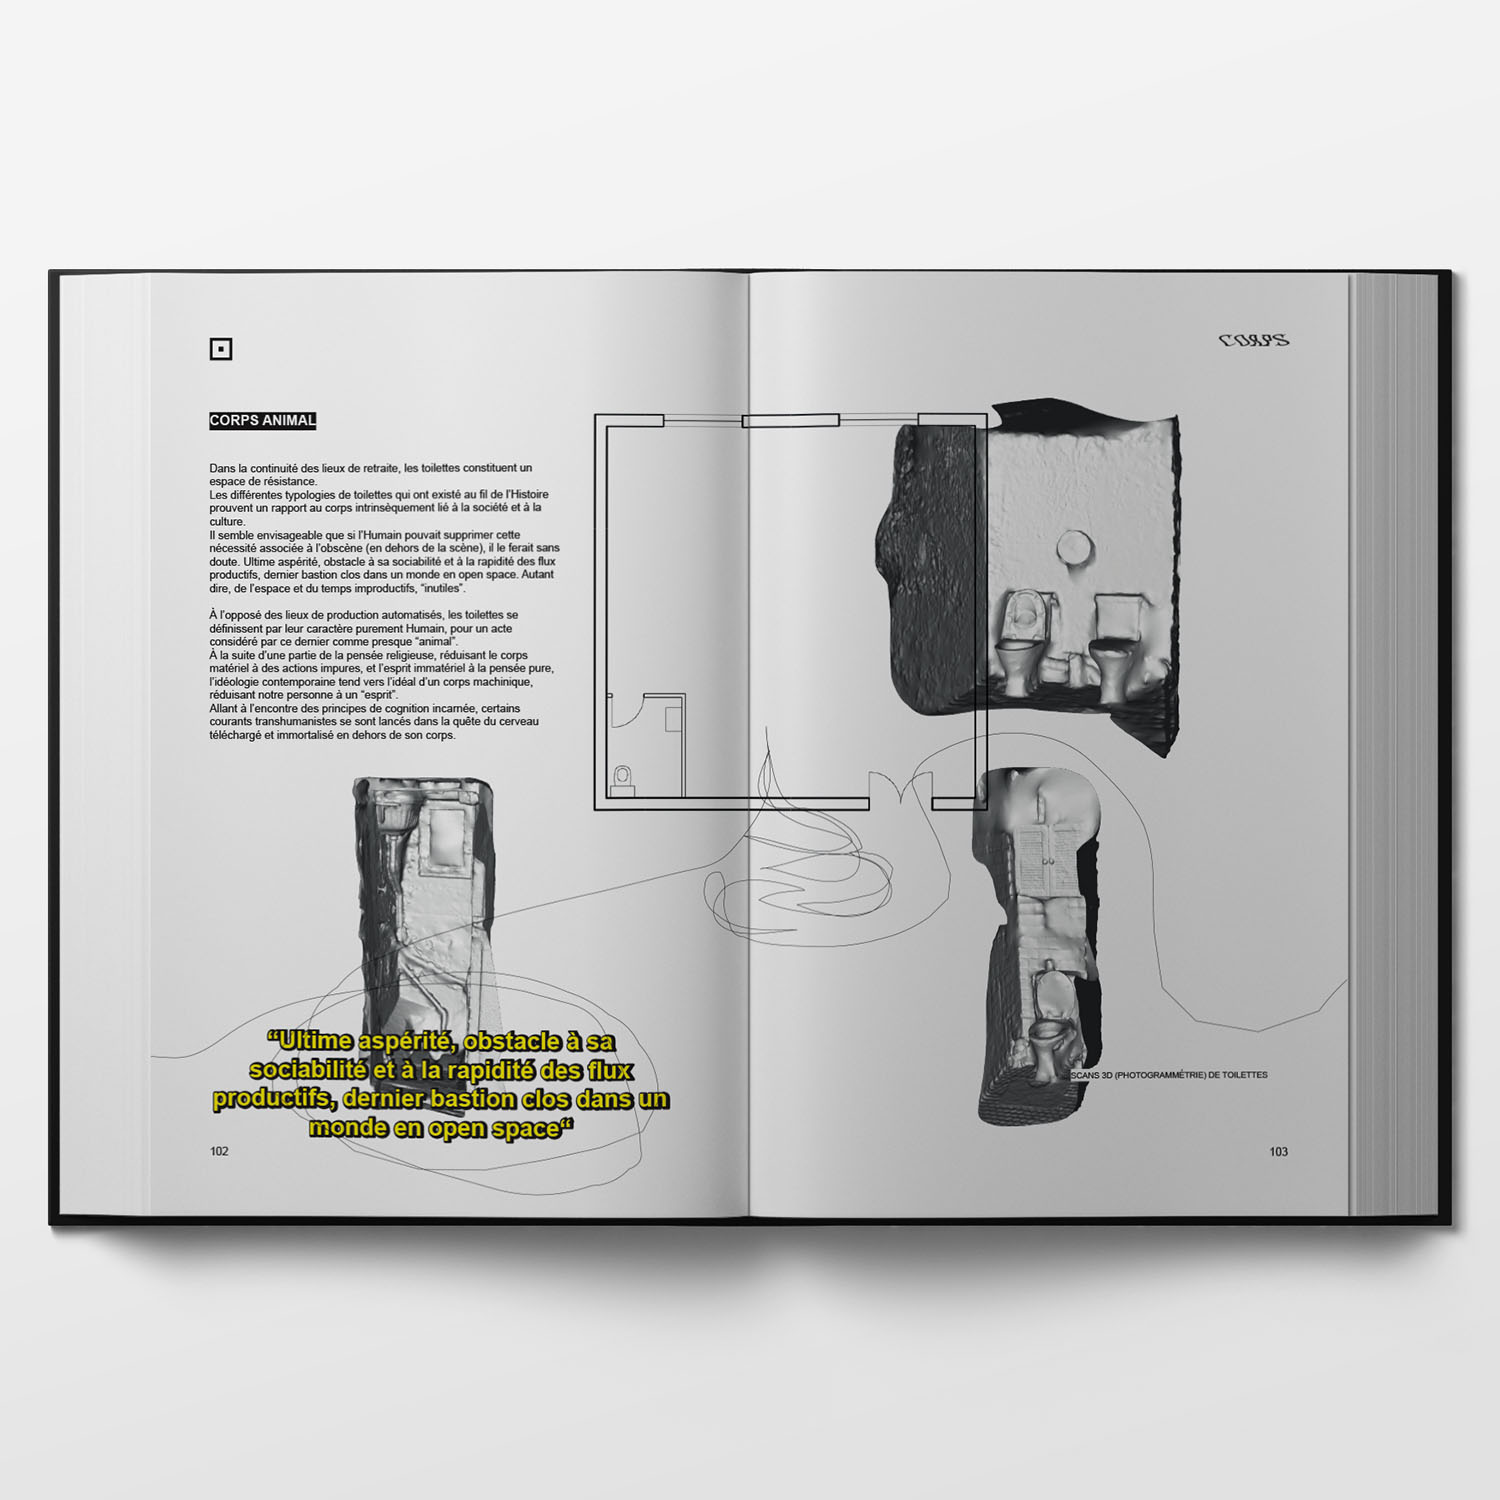 CORPS
CORPS ANIMAL
Dans la continuité des lieux de retraite, les toilettes constituent un
espace de résistance.
Les différentes typologies de toilettes qui ont existé au fil de l'Histoire
prouvent un rapport au corps intrinsèquement lié à la société et à la
culture.
Il semble envisageable que si l'Humain pouvait supprimer cette
nécessité associée à l'obscène (en dehors de la scène), il le ferait sans
doute. Ultime aspérité, obstacle à sa sociabilité et à la rapidité des flux
productifs, dernier bastion clos dans un monde en open space. Autant
dire, de l'espace et du temps improductifs, “inutiles”.
À l'opposé des lieux de production automatisés, les toilettes se
définissent par leur caractère purement Humain, pour un acte
considéré par ce dernier comme presque “animal”.
À la suite d'une partie de la pensée religieuse, réduisant le corps
matériel à des actions impures, et l'esprit immatériel à la pensée pure,
l'idéologie contemporaine tend vers l'idéal d'un corps machinique,
réduisant notre personne à un “esprit”.
Allant à l'encontre des principes de cognition incarnée, certains
courants transhumanistes se sont lancés dans la quête du cerveau
téléchargé et immortalisé en dehors de son corps.
“Ultime aspérité, obstacle à sa
sociabilité et à la rapidité des flux
productifs, dernier bastion clos dans un
monde en open space“
SCANS 3D (PHOTOGRAMMÉTRIE) DE TOILETTES
102
103